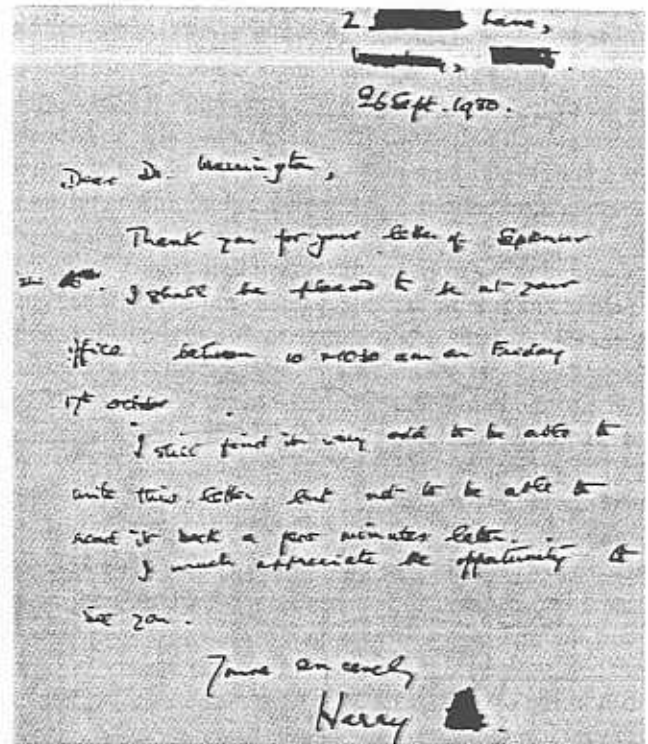 2 Lane,
26 Sept. 1980.
Dear Dr. Warrington,
Thank you for your letter of September
I shall be pleased to be at your
office between 10 - 10.30 am on Friday
17th October
I still find it very odd to be able to
write this letter but not to be able to
read it back a few minutes later.
I much appreciate the opportunity to
see you.
Yours sincerely
Harry